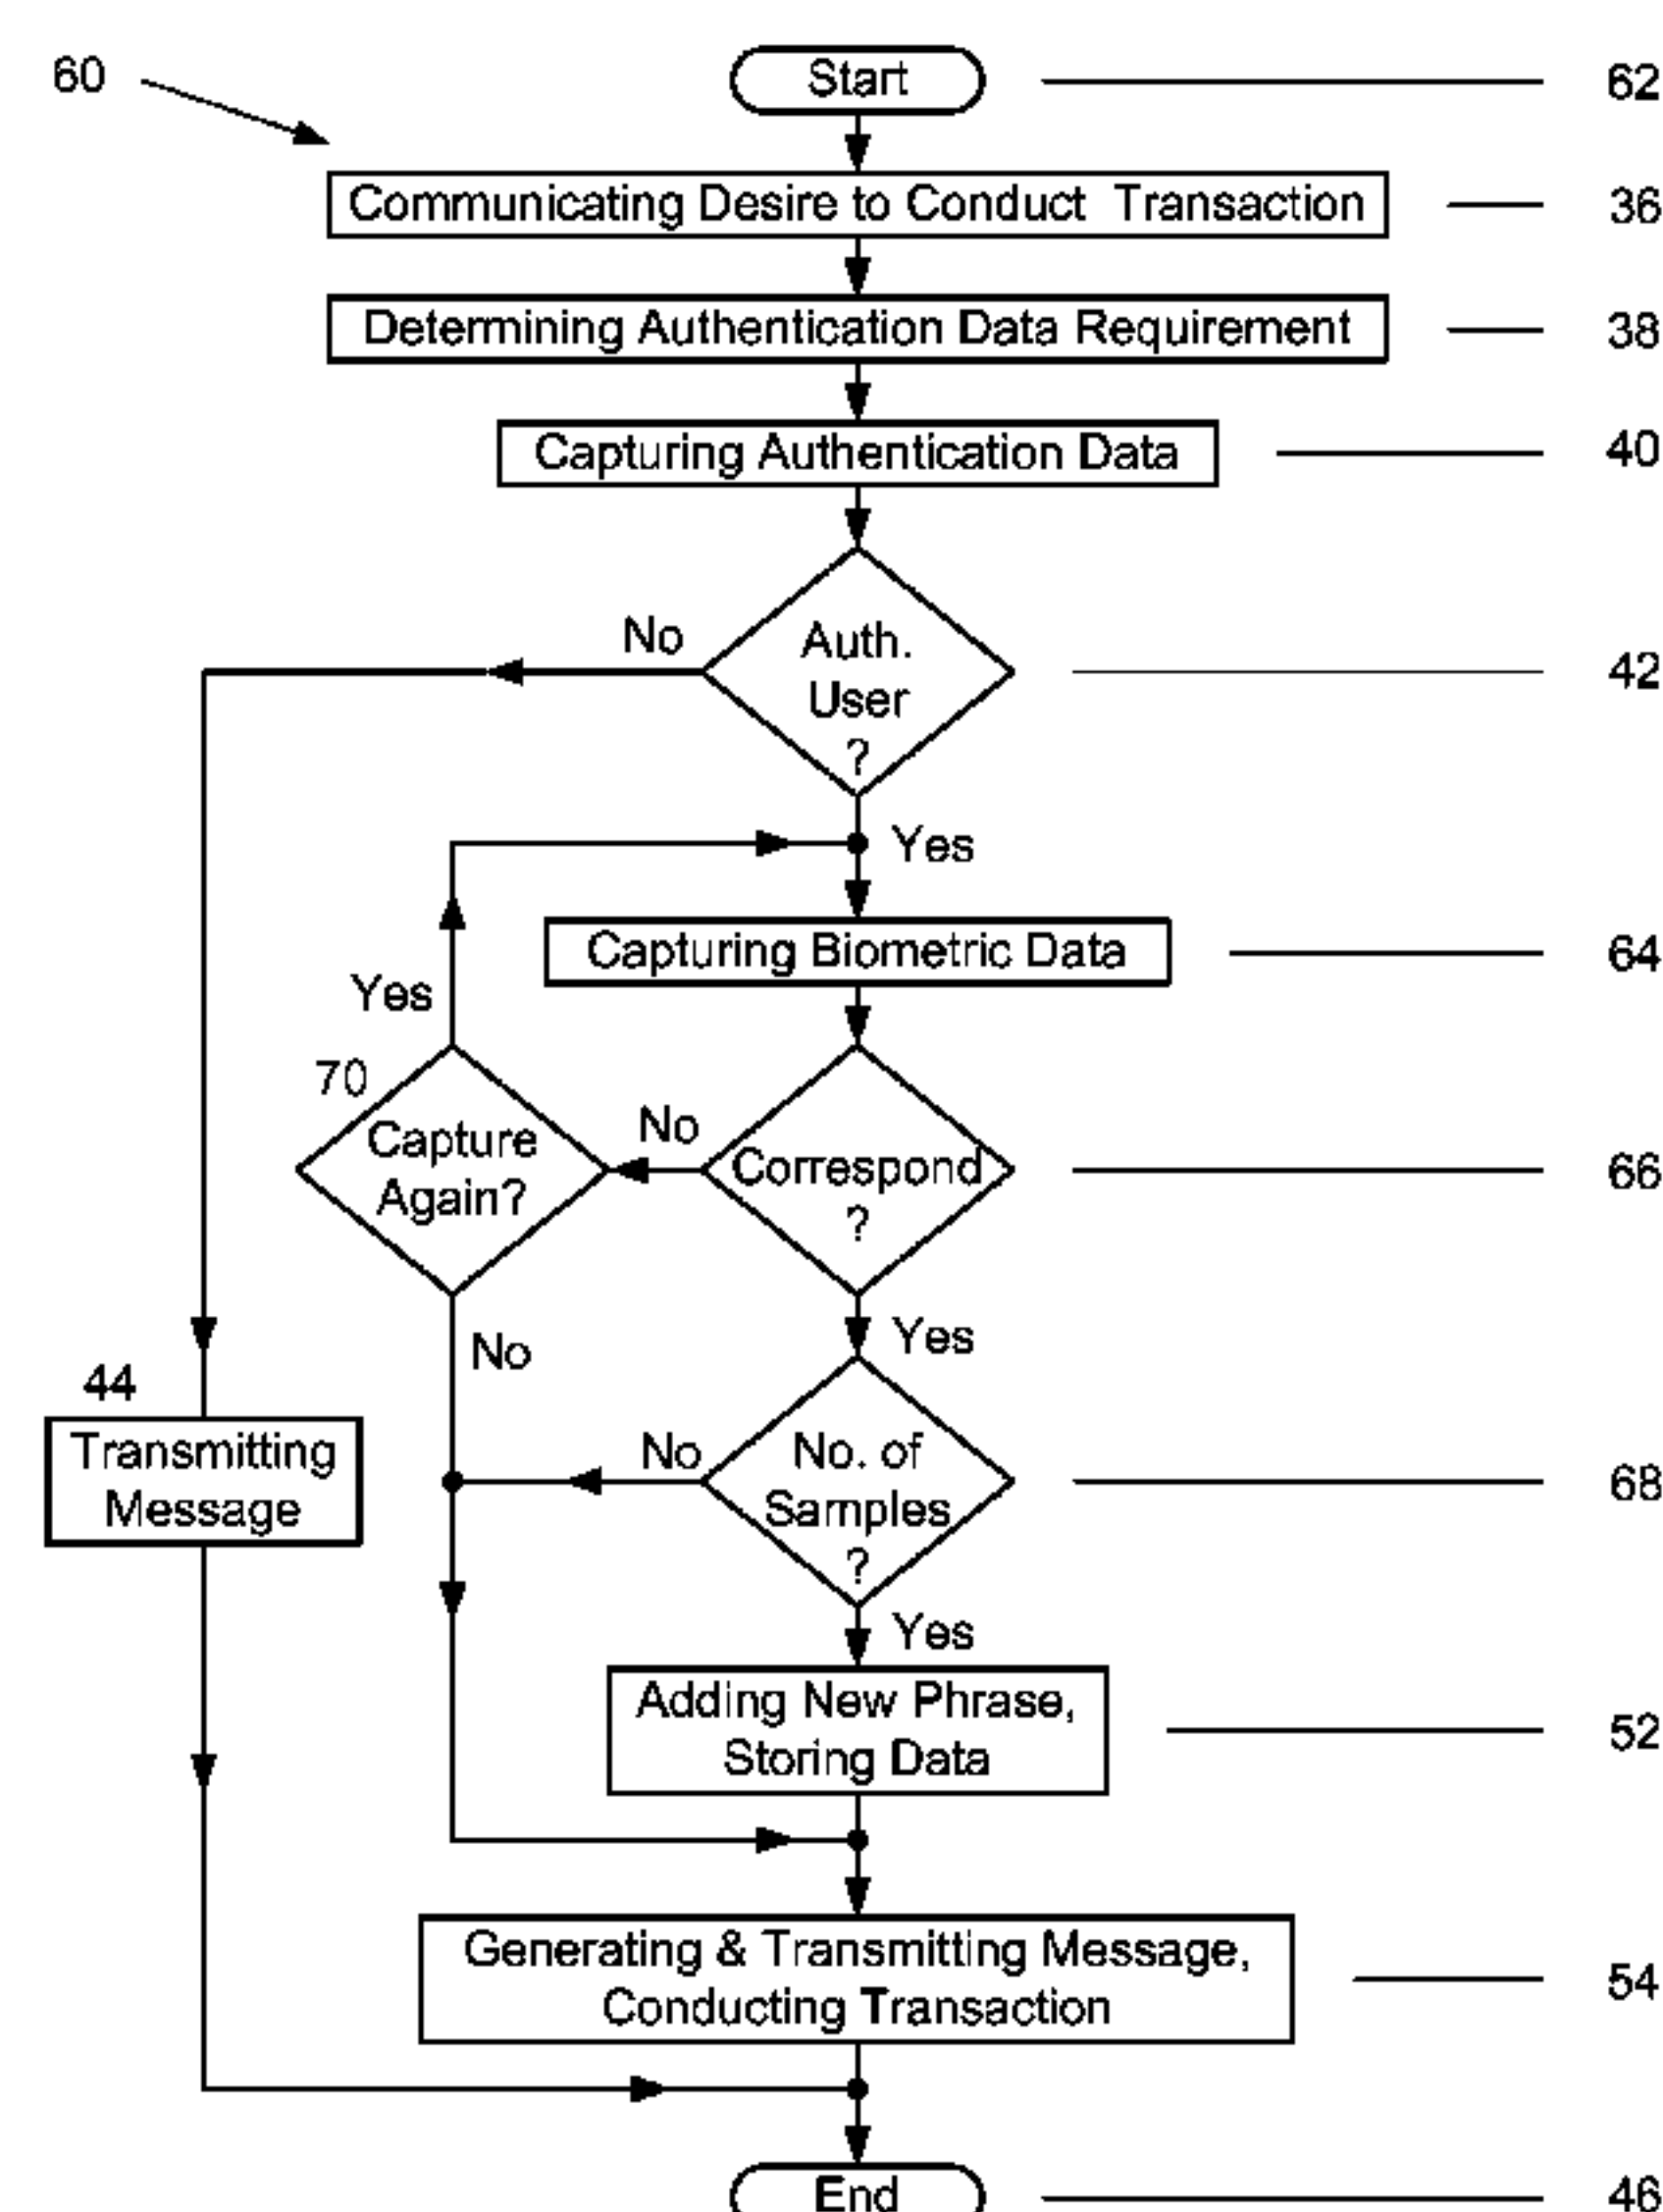 60
Start
62
Communicating Desire to Conduct Transaction
36
Determining Authentication Data Requirement
38
Capturing Authentication Data
40
No
Auth.
User
?
42
Yes
Capturing Biometric Data
64
Yes
70
Capture
Again?
No
Correspond
?
66
Yes
No
44
Transmitting
Message
No
No. of
Samples
?
68
Yes
Adding New Phrase,
Storing Data
52
Generating & Transmitting Message,
Conducting Transaction
54
End
46